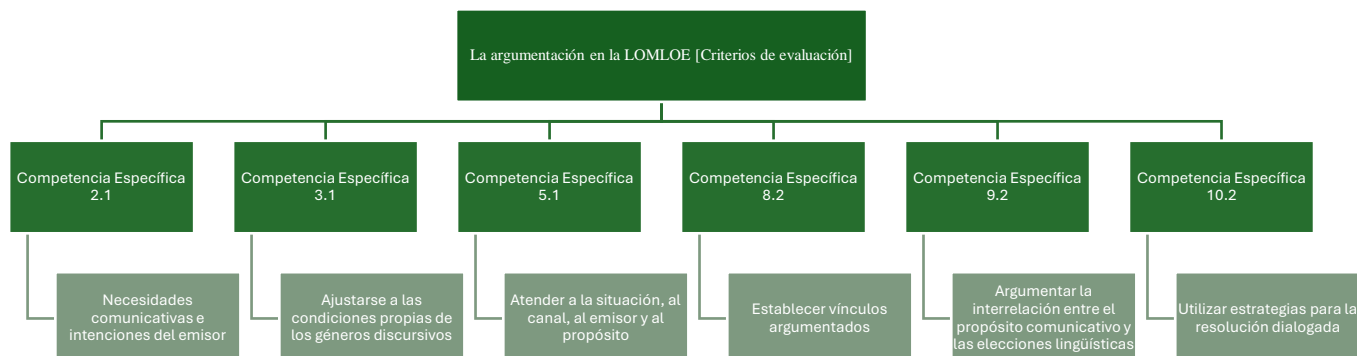 La argumentación en la LOMLOE [Criterios de evaluación]
Competencia Específica
2.1
Competencia Específica
3.1
Competencia Específica
5.1
Competencia Específica
8.2
Competencia Específica
9.2
Competencia Específica
10.2
Necesidades
comunicativas e
intenciones del emisor
Ajustarse a las
condiciones propias de
los géneros discursivos
Atender a la situación, al
canal, al emisor y al
propósito
Establecer vínculos
argumentados
Argumentar la
interrelación entre el
propósito comunicativo y
las elecciones lingüísticas
Utilizar estrategias para la
resolución dialogada